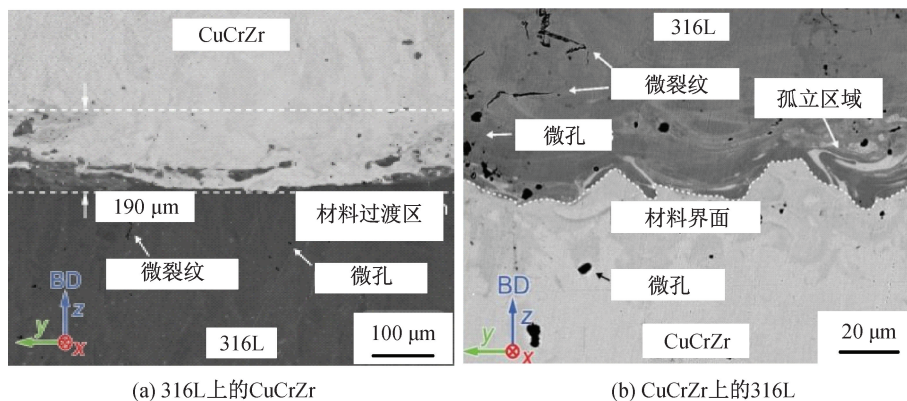 CuCrZr
190 μm
材料过渡区
微裂纹
微孔
BD
z
y
x
316L
100 μm
(a) 316L上的CuCrZr
316L
微裂纹
孤立区域
微孔
材料界面
微孔
BD
z
y
x
CuCrZr
20 μm
(b) CuCrZr上的316L